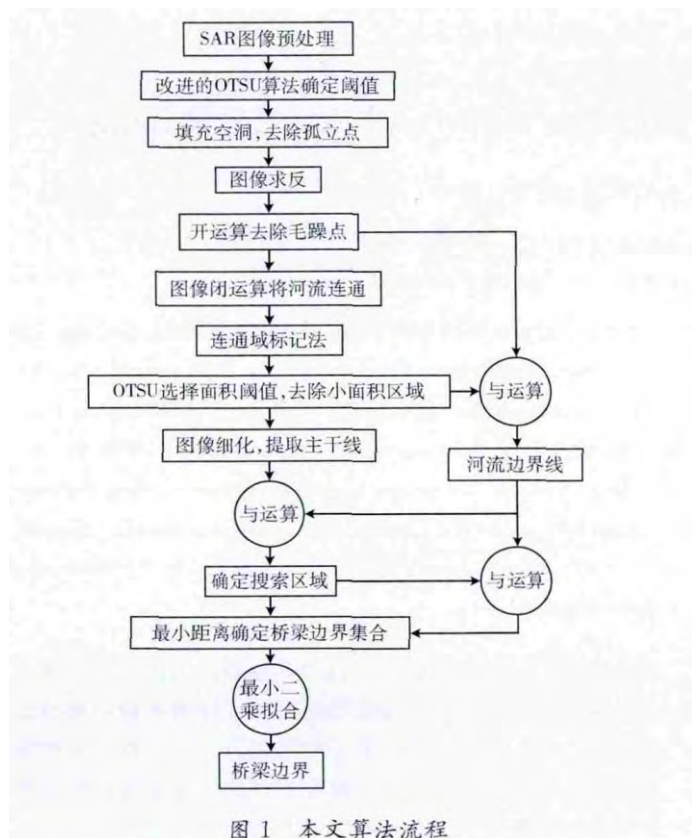 SAR图像预处理
改进的OTSU算法确定阈值
填充空洞,去除孤立点
图像求反
开运算去除毛躁点
图像闭运算将河流连通
连通域标记法
OTSU选择面积阈值,去除小面积区域
与运算
图像细化,提取主干线
河流边界线
与运算
确定搜索区域
与运算
最小距离确定桥梁边界集合
最小二
乘拟合
桥梁边界
图 1 本文算法流程